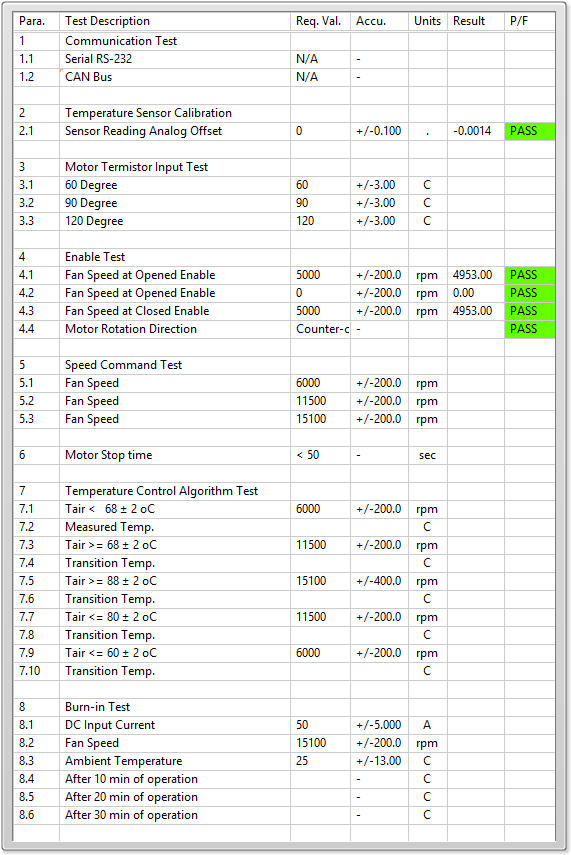 Para. Test Description Req. Val. Accu. Units Result P/F
1 Communication Test
1.1 Serial RS-232 N/A -
1.2 CAN Bus N/A -
2 Temperature Sensor Calibration
2.1 Sensor Reading Analog Offset 0 +/-0.100 . -0.0014 PASS
3 Motor Termistor Input Test
3.1 60 Degree 60 +/-3.00 C
3.2 90 Degree 90 +/-3.00 C
3.3 120 Degree 120 +/-3.00 C
4 Enable Test
4.1 Fan Speed at Opened Enable 5000 +/-200.0 rpm 4953.00 PASS
4.2 Fan Speed at Opened Enable 0 +/-200.0 rpm 0.00 PASS
4.3 Fan Speed at Closed Enable 5000 +/-200.0 rpm 4953.00 PASS
4.4 Motor Rotation Direction Counter-c - PASS
5 Speed Command Test
5.1 Fan Speed 6000 +/-200.0 rpm
5.2 Fan Speed 11500 +/-200.0 rpm
5.3 Fan Speed 15100 +/-200.0 rpm
6 Motor Stop time < 50 - sec
7 Temperature Control Algorithm Test
7.1 Tair < 68 ± 2 oC 6000 +/-200.0 rpm
7.2 Measured Temp. C
7.3 Tair >= 68 ± 2 oC 11500 +/-200.0 rpm
7.4 Transition Temp. C
7.5 Tair >= 88 ± 2 oC 15100 +/-400.0 rpm
7.6 Transition Temp. C
7.7 Tair <= 80 ± 2 oC 11500 +/-200.0 rpm
7.8 Transition Temp. C
7.9 Tair <= 60 ± 2 oC 6000 +/-200.0 rpm
7.10 Transition Temp. C
8 Burn-in Test
8.1 DC Input Current 50 +/-5.000 A
8.2 Fan Speed 15100 +/-200.0 rpm
8.3 Ambient Temperature 25 +/-13.00 C
8.4 After 10 min of operation - C
8.5 After 20 min of operation - C
8.6 After 30 min of operation - C